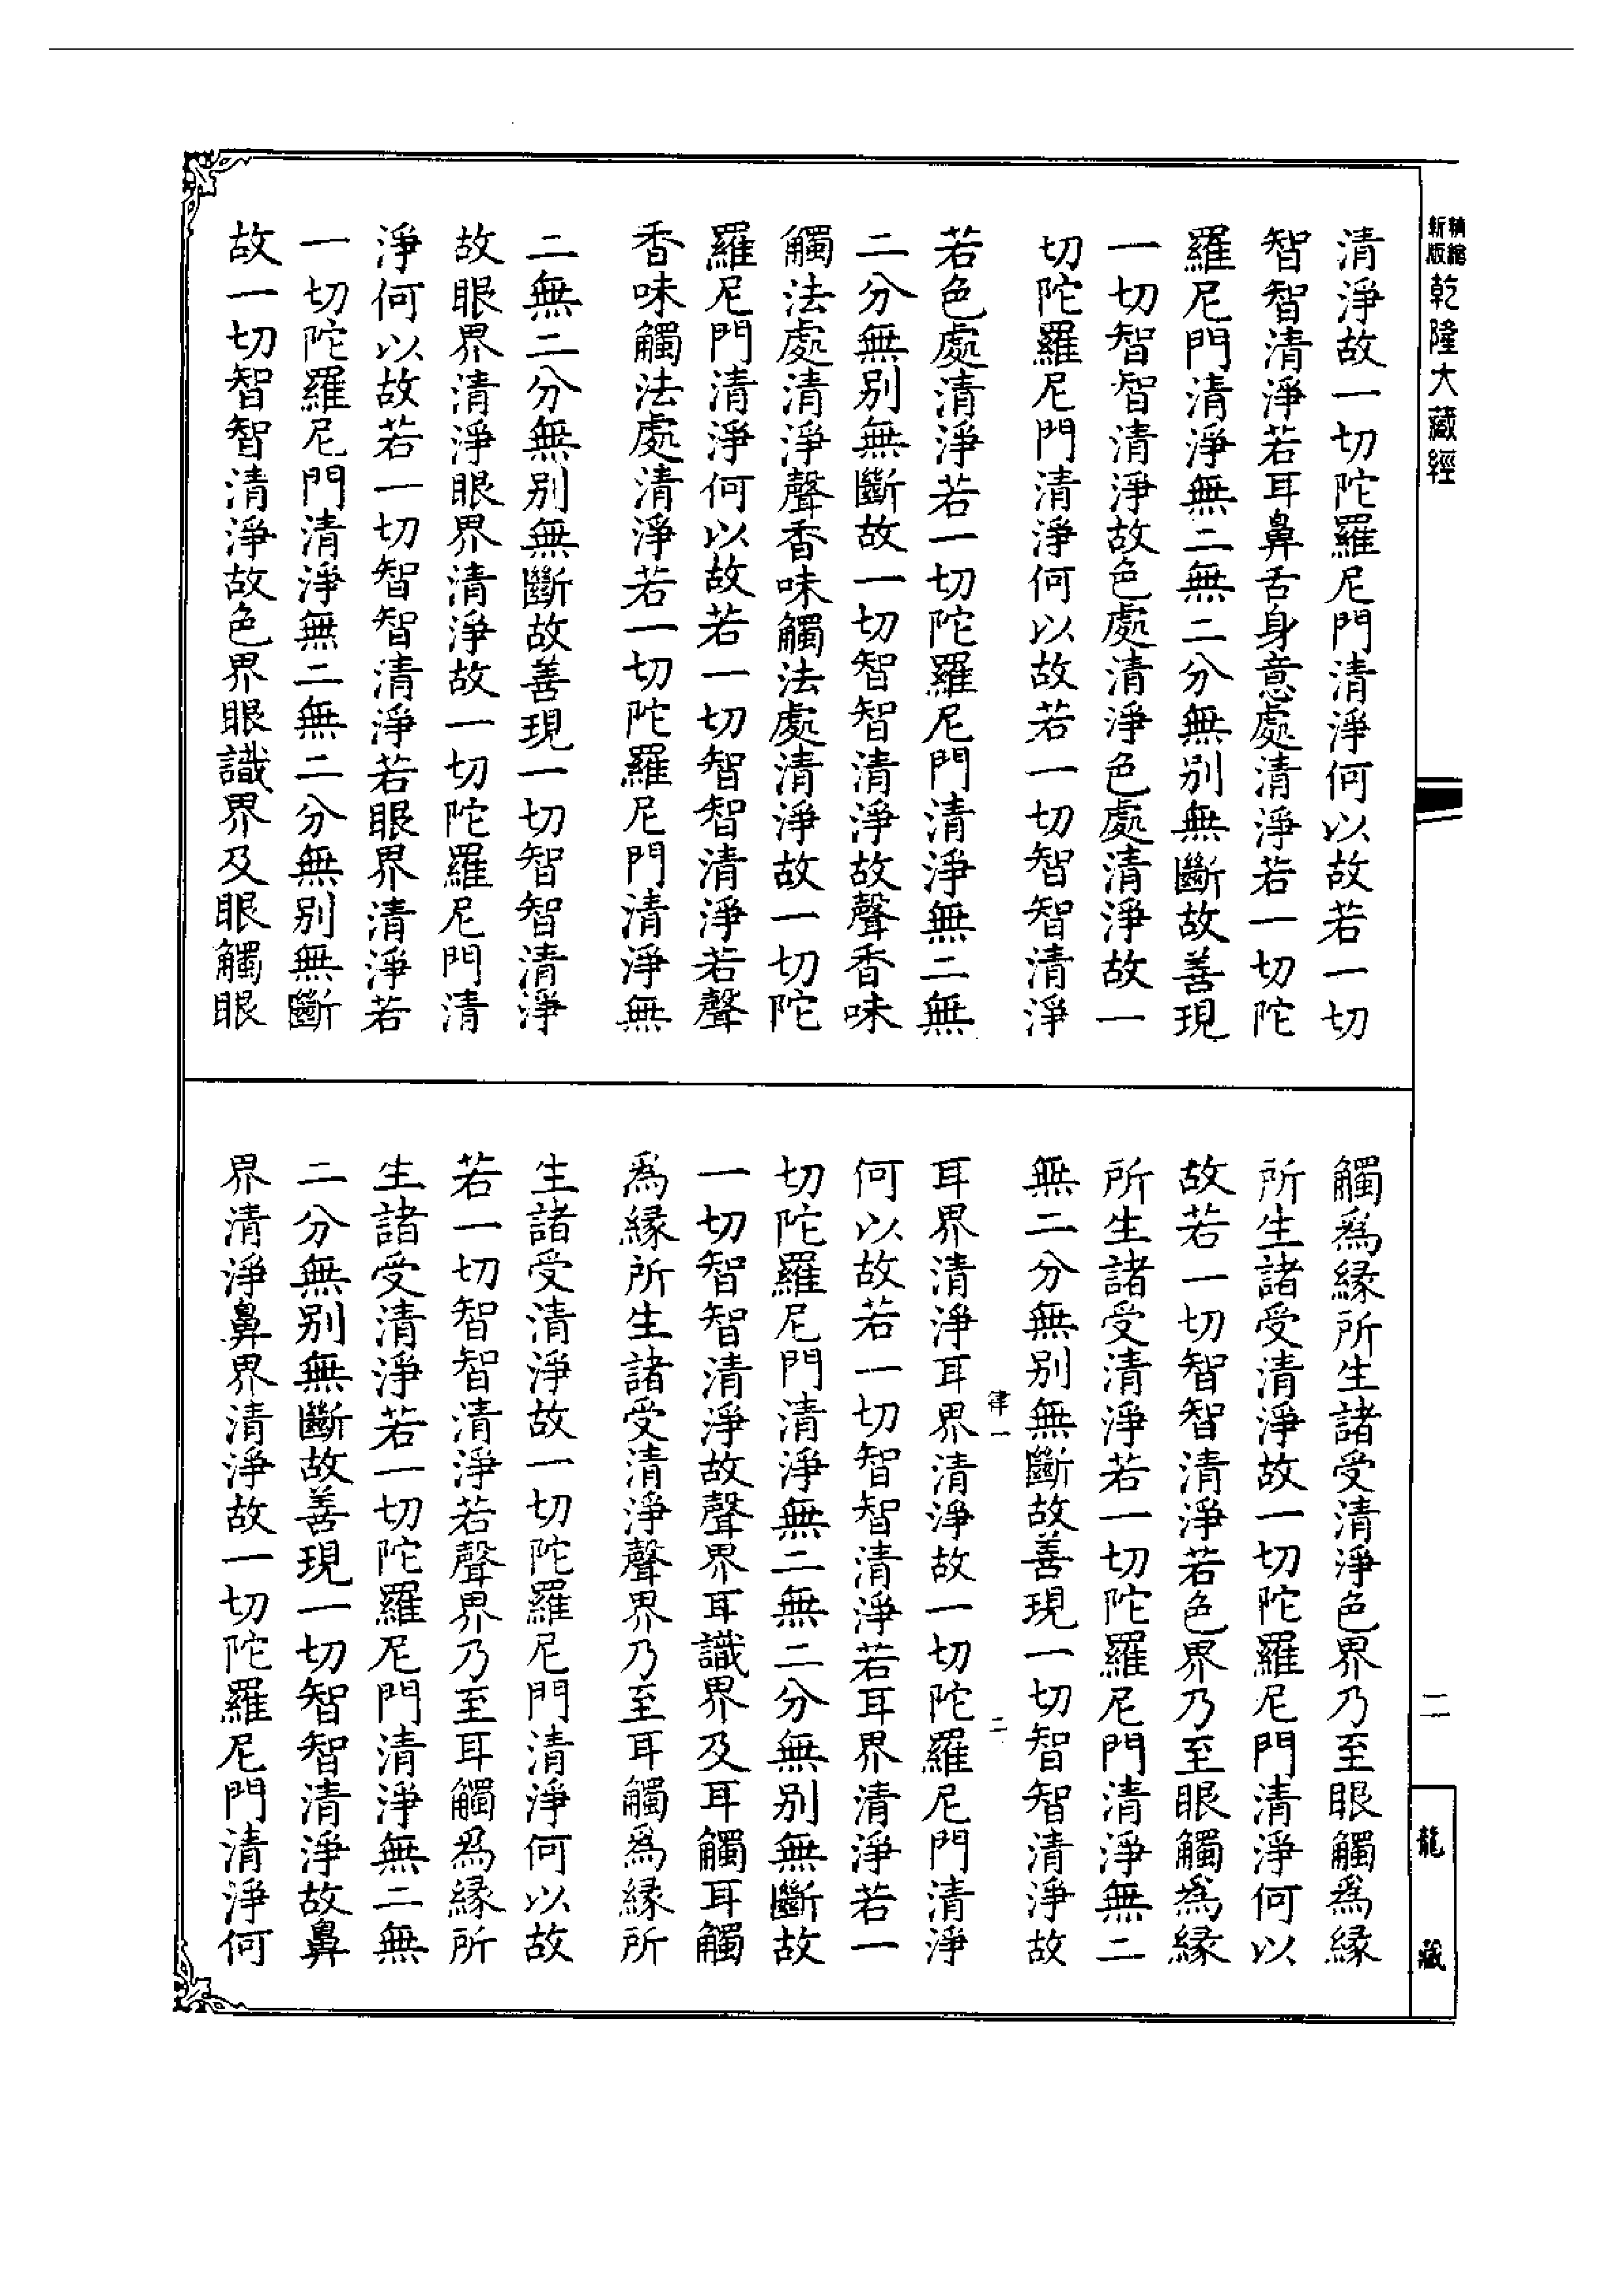 精縮新版乾隆大藏經
清淨故一切陀羅尼門清淨何以故若一切
智智清淨若耳鼻舌身意處清淨若一切陀
羅尼門清淨無二無二分無別無斷故善現
一切智智清淨故色處清淨色處清淨故一
切陀羅尼門清淨何以故若一切智智清淨
若色處清淨若一切陀羅尼門清淨無二無
二分無別無斷故一切智智清淨故聲香味
觸法處清淨聲香味觸法處清淨故一切陀
羅尼門清淨何以故若一切智智清淨若聲
香味觸法處清淨若一切陀羅尼門清淨無
二無二分無別無斷故善現一切智智清淨
故眼界清淨眼界清淨故一切陀羅尼門清
淨何以故若一切智智清淨若眼界清淨若
一切陀羅尼門清淨無二無二分無別無斷
故一切智智清淨故色界眼識界及眼觸眼
觸爲緣所生諸受清淨色界乃至眼觸爲緣
所生諸受清淨故一切陀羅尼門清淨何以
故若一切智智清淨若色界乃至眼觸爲緣
所生諸受清淨若一切陀羅尼門清淨無二
無二分無別無斷故善現一切智智清淨故
律一 二
耳界清淨耳界清淨故一切陀羅尼門清淨
何以故若一切智智清淨若耳界清淨若一
切陀羅尼門清淨無二無二分無別無斷故
一切智智清淨故聲界耳識界及耳觸耳觸
爲緣所生諸受清淨聲界乃至耳觸爲緣所
生諸受清淨故一切陀羅尼門清淨何以故
若一切智智清淨若聲界乃至耳觸爲緣所
生諸受清淨若一切陀羅尼門清淨無二無
二分無別無斷故善現一切智智清淨故鼻
界清淨鼻界清淨故一切陀羅尼門清淨何
二
龍藏